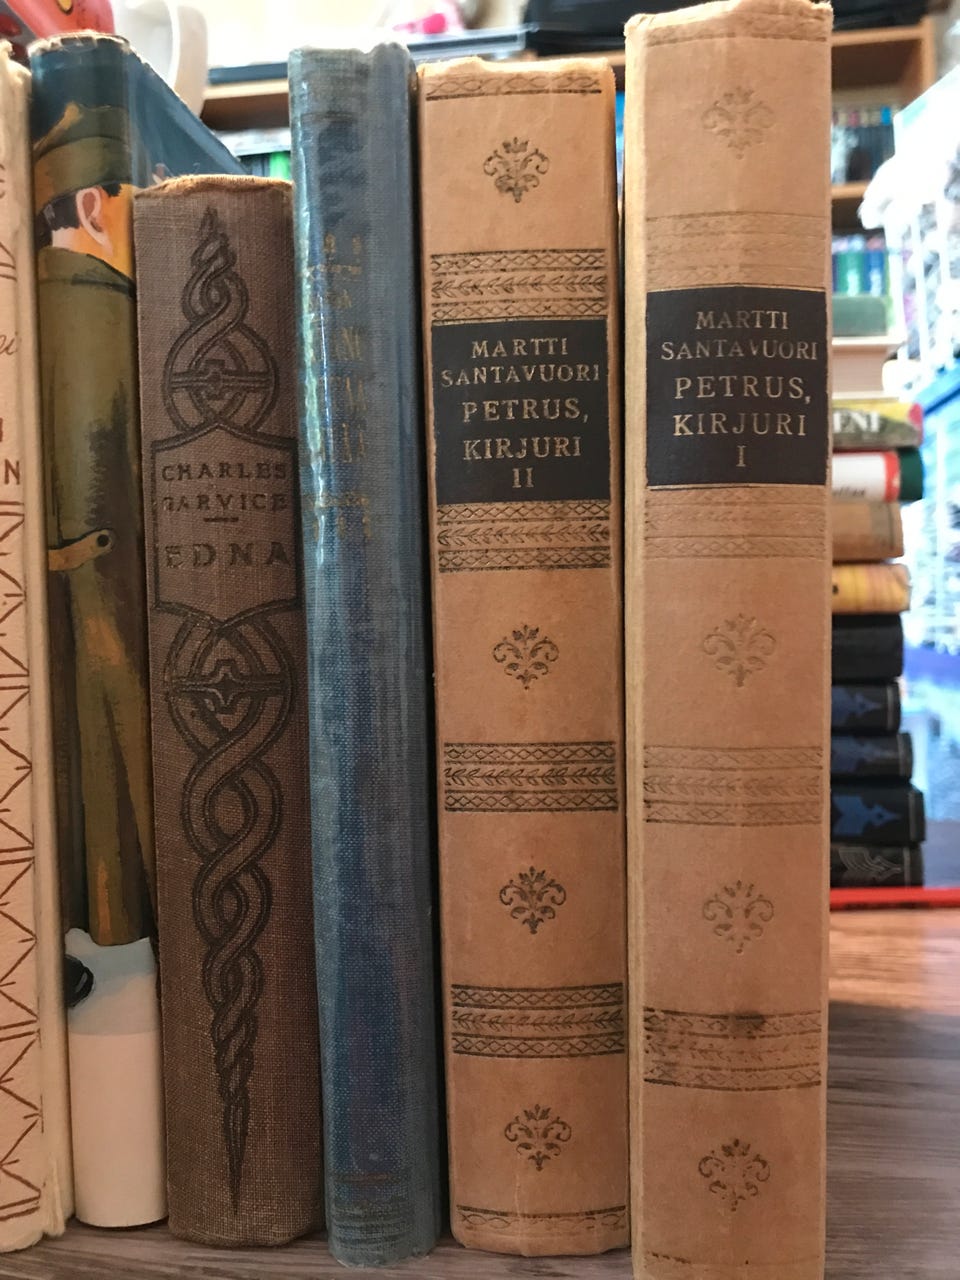 CHARLES
GARVICE
EDNA
MARTTI
SANTAVUORI
PETRUS,
KIRJURI
II
MARTTI
SANTAVUORI
PETRUS,
KIRJURI
I